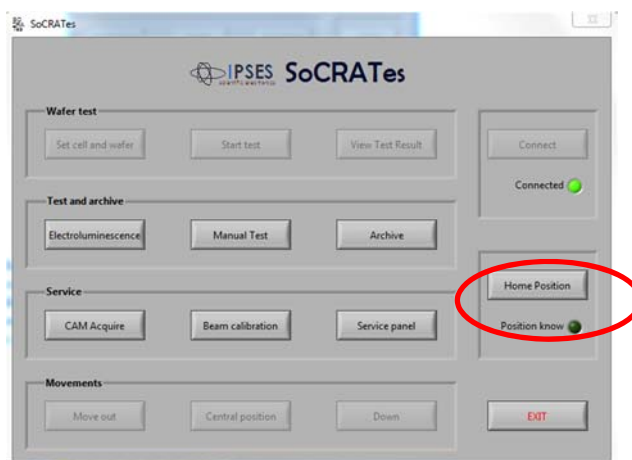 SoCRATes
IPSES SoCRATes
Wafer test
Set cell and wafer
Start test
View Test Result
Connect
Connected
Test and archive
Electroluminescence
Manual Test
Archive
Home Position
Position know
Service
CAM Acquire
Beam calibration
Service panel
Movements
Move out
Central position
Down
EXIT